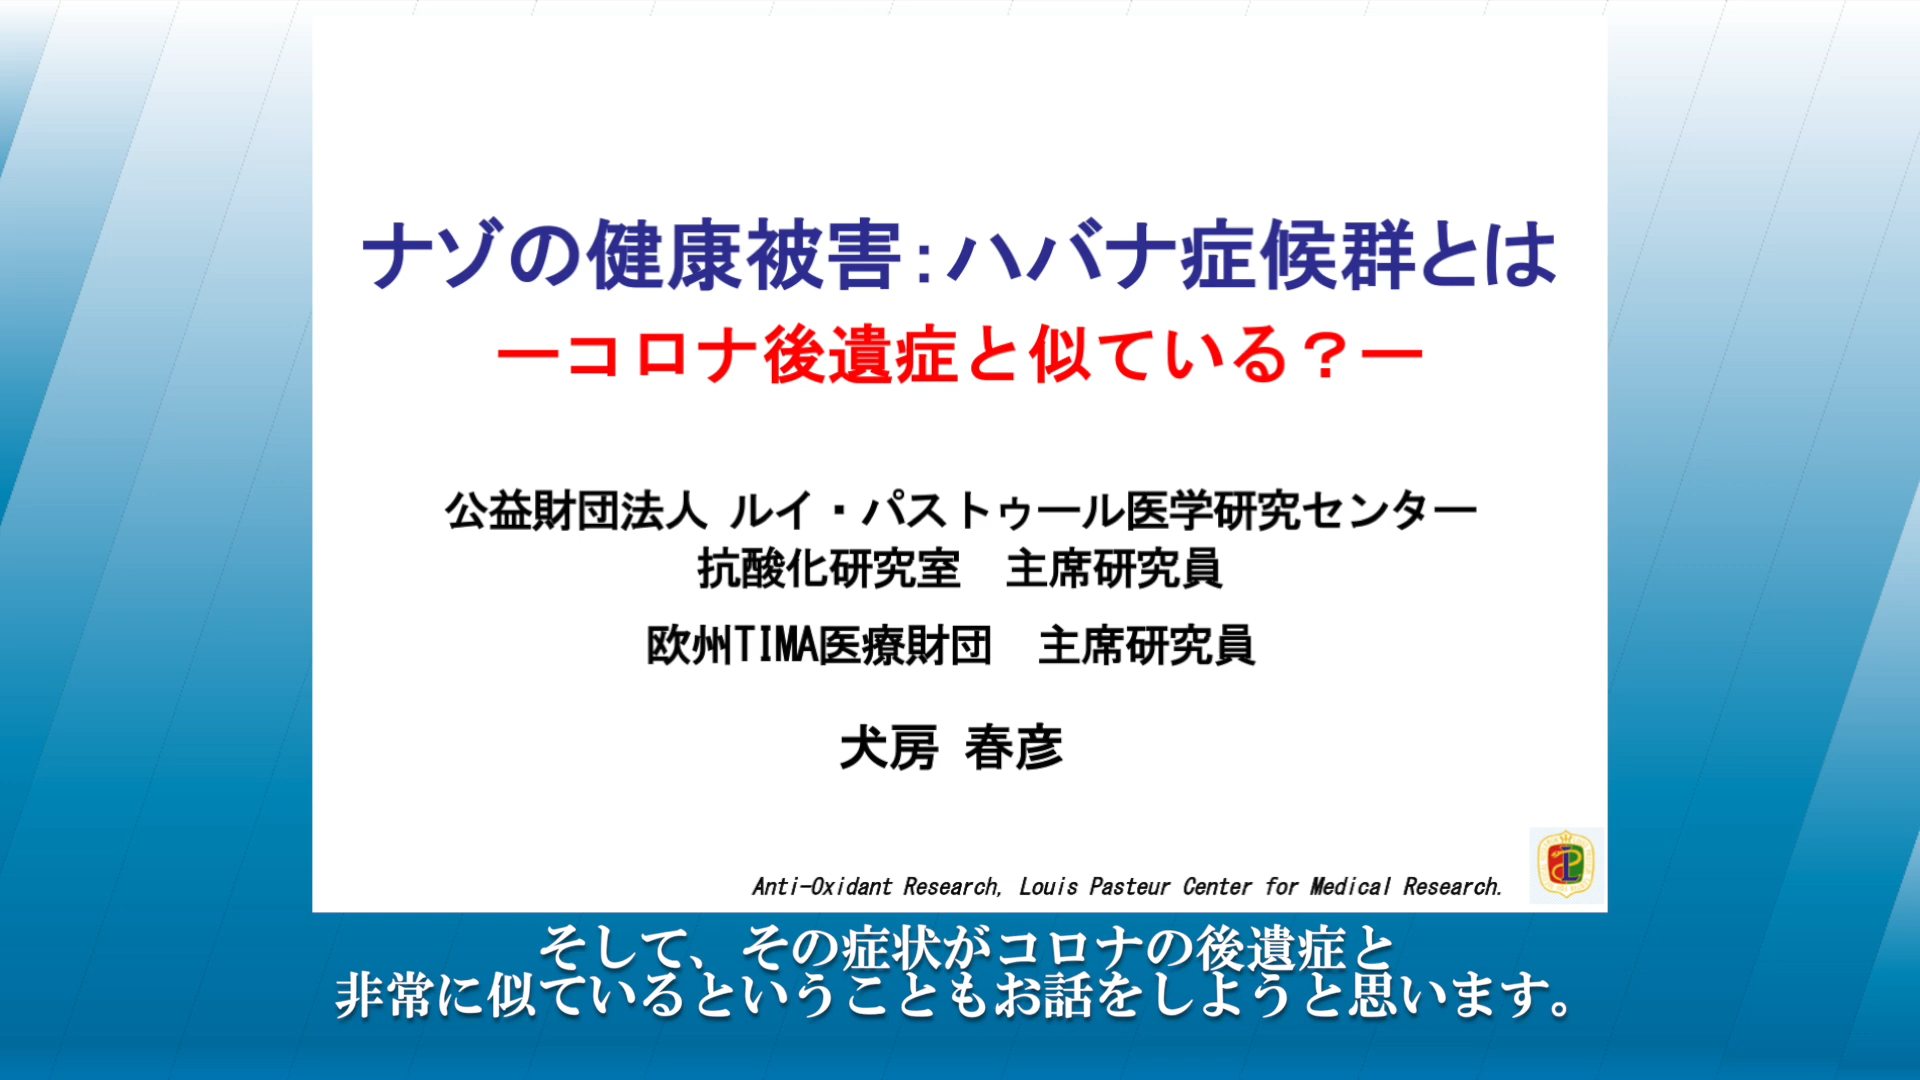 ナゾの健康被害：ハバナ症候群とは
ーコロナ後遺症と似ている？ー
公益財団法人 ルイ・パストゥール医学研究センター
抗酸化研究室　主席研究員
欧州TIMA医療財団　主席研究員
犬房 春彦
Anti-Oxidant Research, Louis Pasteur Center for Medical Research.
そして、その症状がコロナの後遺症と
非常に似ているということもお話をしようと思います。